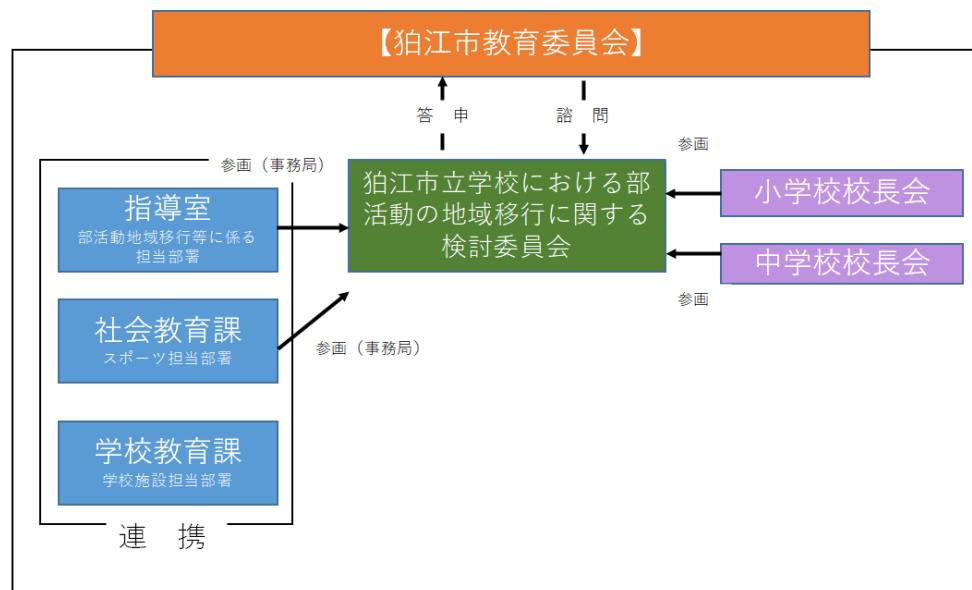 【狛江市教育委員会】
答　申
諮　問
参画
参画（事務局）
指導室
部活動地域移行等に係る
担当部署
狛江市立学校における部
活動の地域移行に関する
検討委員会
小学校校長会
中学校校長会
参画
社会教育課
スポーツ担当部署
参画（事務局）
学校教育課
学校施設担当部署
連　携